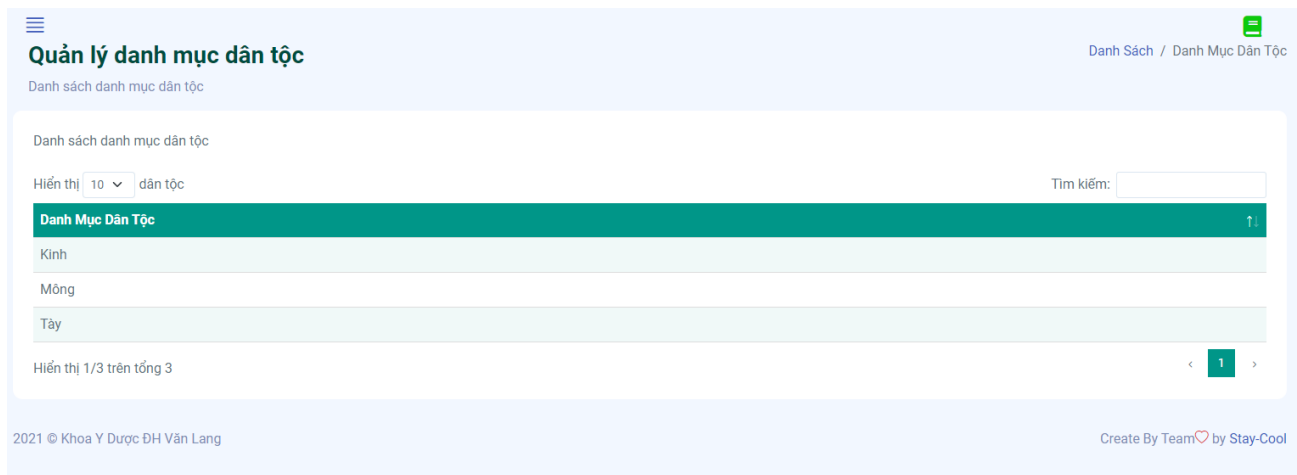 Quản lý danh mục dân tộc
Danh Sách / Danh Mục Dân Tộc
Danh sách danh mục dân tộc
Danh sách danh mục dân tộc
Hiển thị 10 dân tộc
Tìm kiếm:
Danh Mục Dân Tộc
Kinh
Mông
Tày
Hiển thị 1/3 trên tổng 3
‹ 1 ›
2021 © Khoa Y Dược ĐH Văn Lang
Create By Team♡ by Stay-Cool